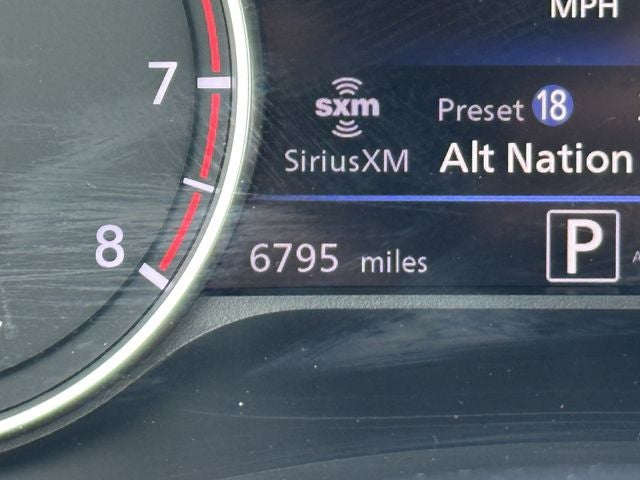 MPH
7
sxm
Preset 18
SiriusXM
Alt Nation
8
6795 miles
P